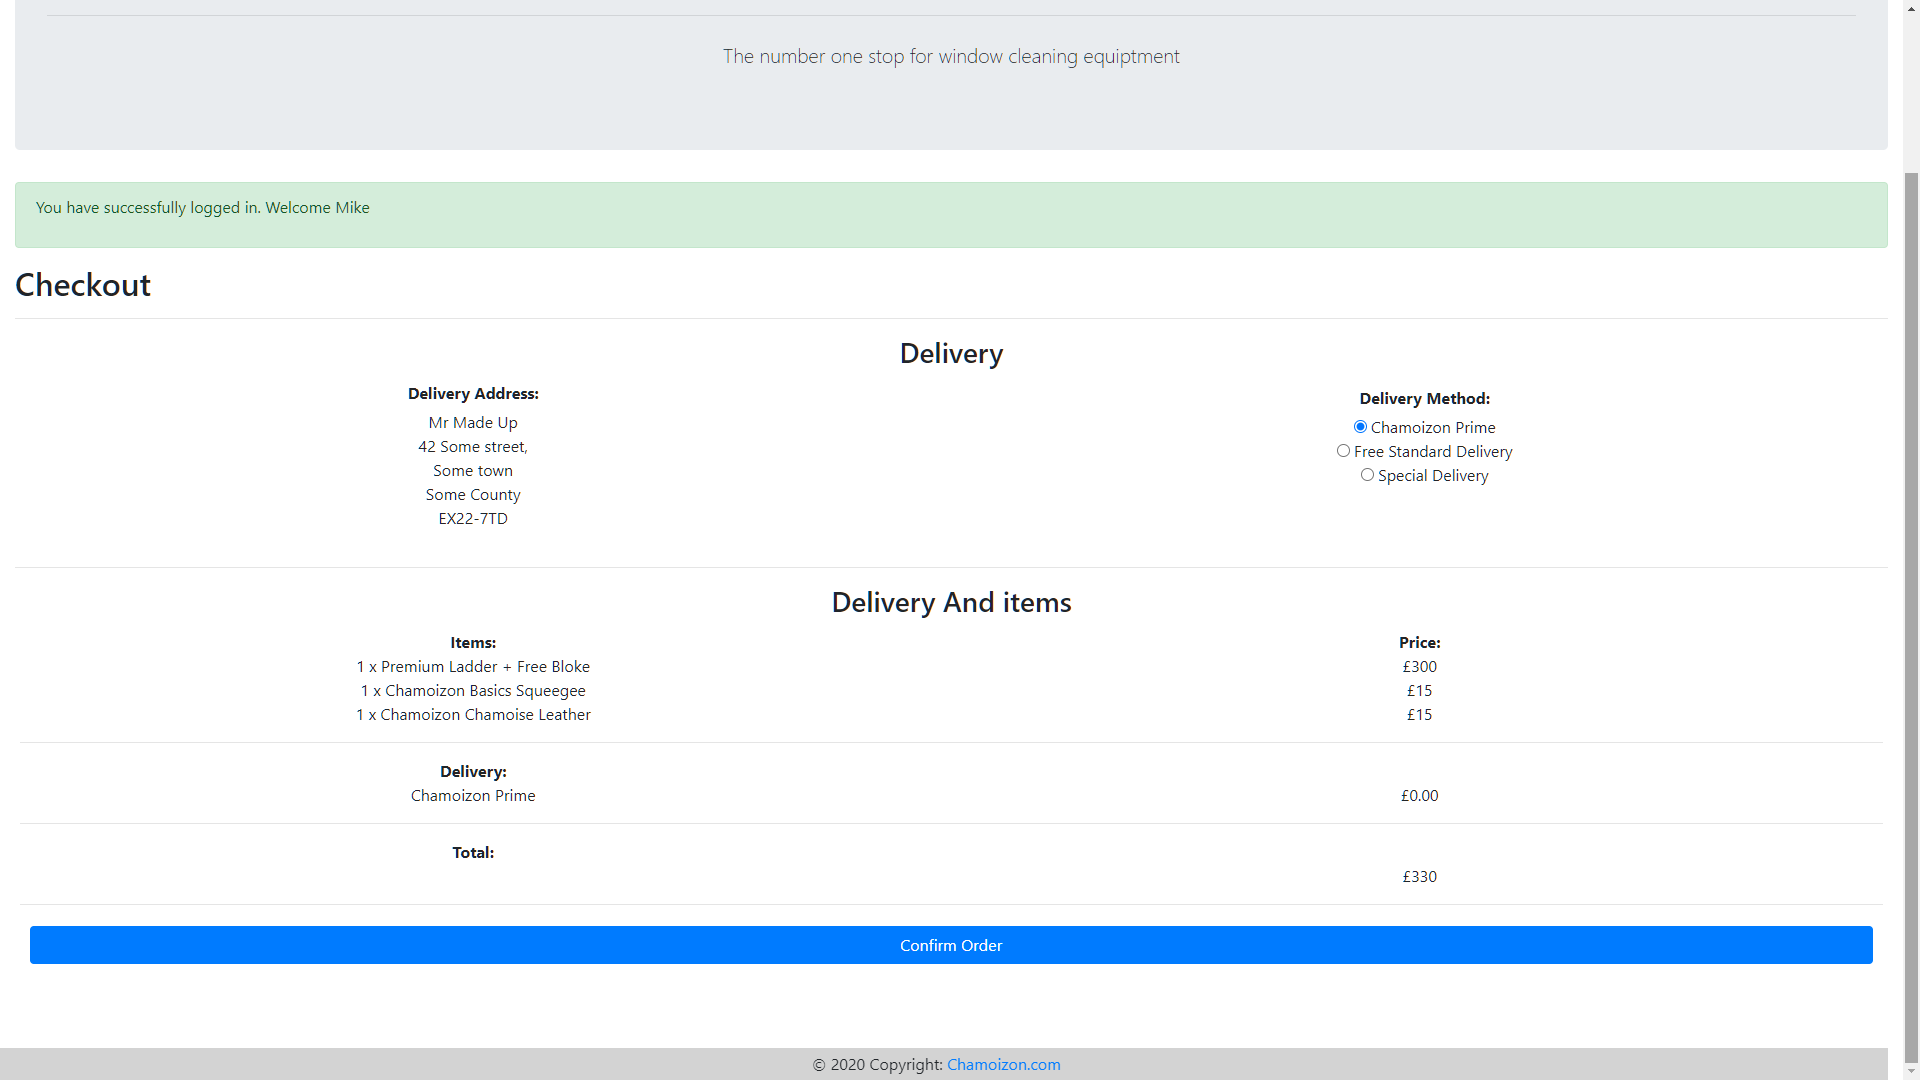 The number one stop for window cleaning equiptment
You have successfully logged in. Welcome Mike
Checkout
Delivery
Delivery Address:
Mr Made Up
42 Some street,
Some town
Some County
EX22-7TD
Delivery Method:
Chamoizon Prime
Free Standard Delivery
Special Delivery
Delivery And items
Items: Price:
1 x Premium Ladder + Free Bloke £300
1 x Chamoizon Basics Squeegee £15
1 x Chamoizon Chamoise Leather £15
Delivery:
Chamoizon Prime £0.00
Total:
£330
Confirm Order
© 2020 Copyright: Chamoizon.com